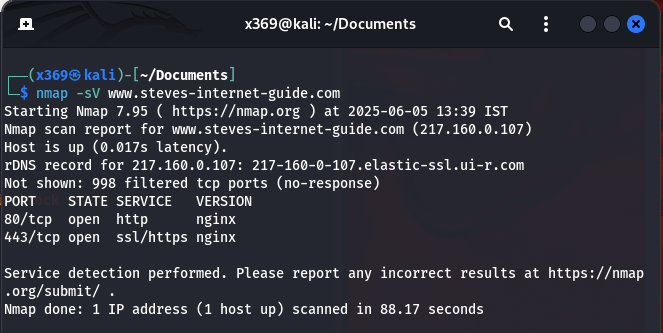 x369@kali: ~/Documents
┌──(x369㉿kali)-[~/Documents]
└─$ nmap -sV www.steves-internet-guide.com
Starting Nmap 7.95 ( https://nmap.org ) at 2025-06-05 13:39 IST
Nmap scan report for www.steves-internet-guide.com (217.160.0.107)
Host is up (0.017s latency).
rDNS record for 217.160.0.107: 217-160-0-107.elastic-ssl.ui-r.com
Not shown: 998 filtered tcp ports (no-response)
PORT    STATE SERVICE   VERSION
80/tcp  open  http      nginx
443/tcp open  ssl/https nginx
Service detection performed. Please report any incorrect results at https://nmap
.org/submit/ .
Nmap done: 1 IP address (1 host up) scanned in 88.17 seconds